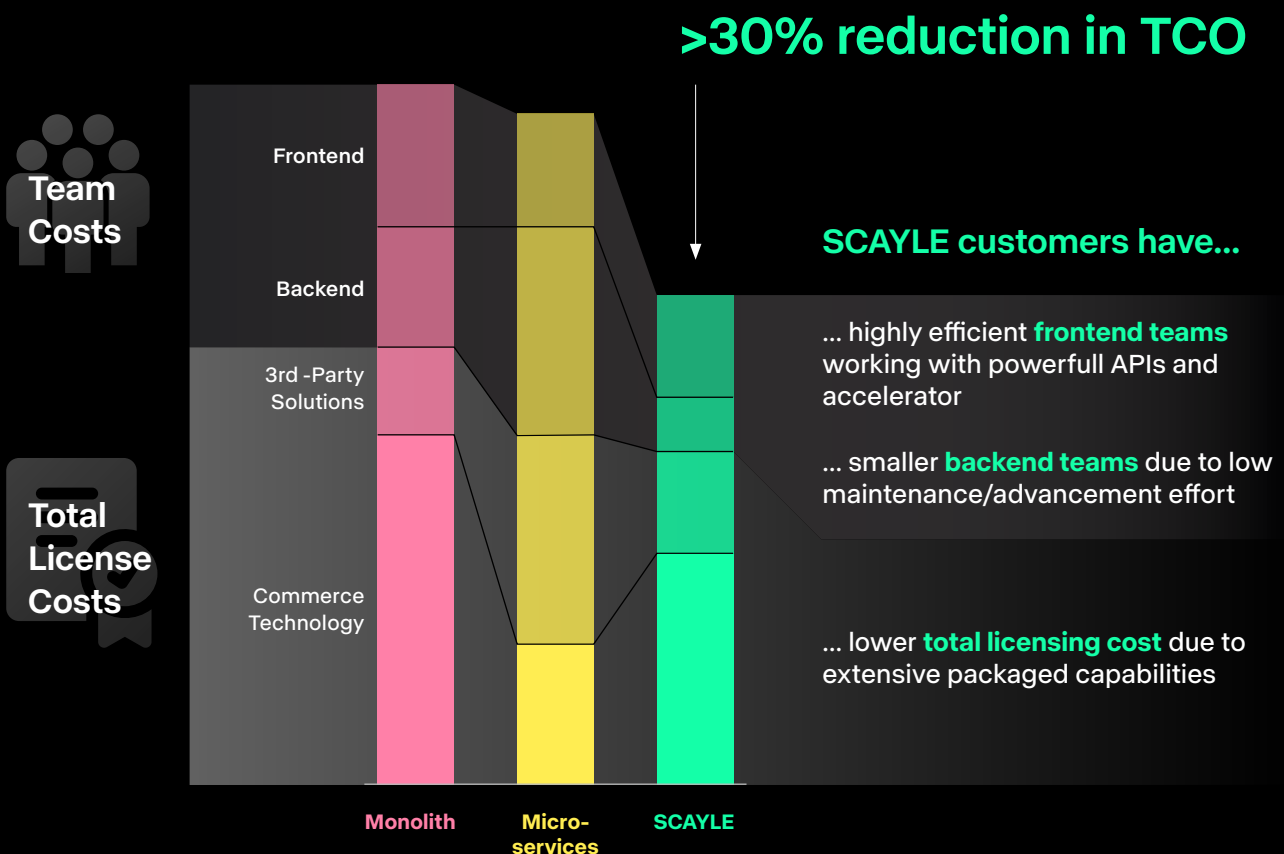 >30% reduction in TCO
Team
Costs
Frontend
Backend
3rd -Party
Solutions
Total
License
Costs
Commerce
Technology
Monolith
Micro-
services
SCAYLE
SCAYLE customers have...
... highly efficient frontend teams
working with powerfull APIs and
accelerator
... smaller backend teams due to low
maintenance/advancement effort
... lower total licensing cost due to
extensive packaged capabilities